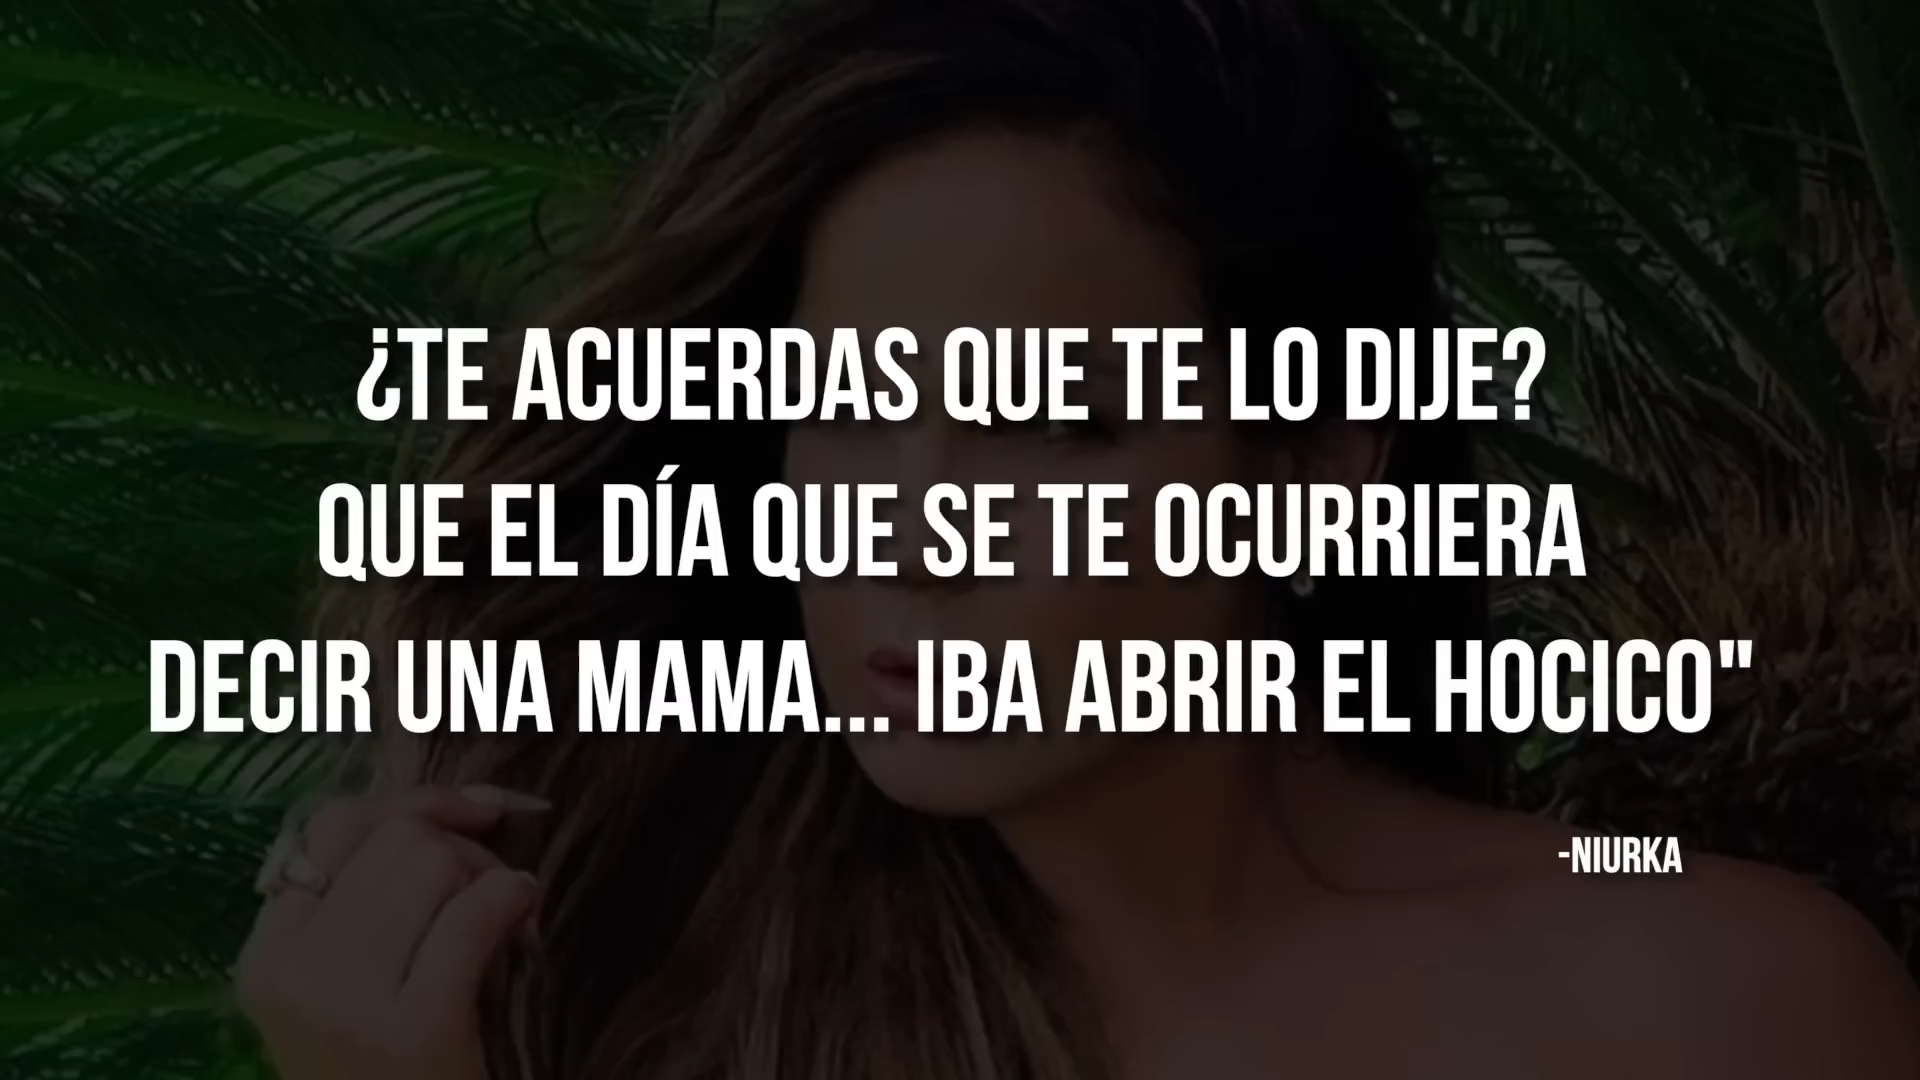 ¿TE ACUERDAS QUE TE LO DIJE?
QUE EL DÍA QUE SE TE OCURRIERA
DECIR UNA MAMA... IBA ABRIR EL HOCICO"
-NIURKA